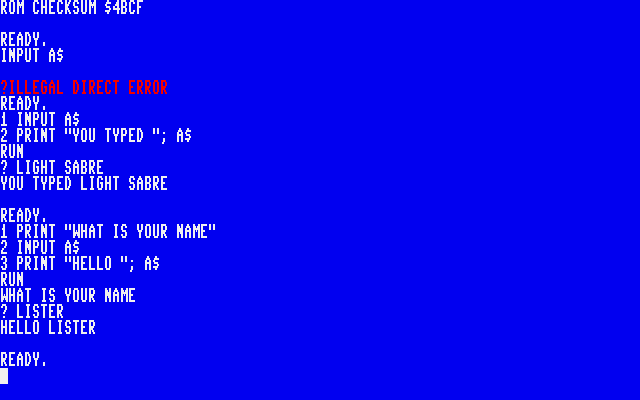 ROM CHECKSUM $4BCF
READY.
INPUT A$
?ILLEGAL DIRECT ERROR
READY.
1 INPUT A$
2 PRINT "YOU TYPED "; A$
RUN
? LIGHT SABRE
YOU TYPED LIGHT SABRE
READY.
1 PRINT "WHAT IS YOUR NAME"
2 INPUT A$
3 PRINT "HELLO "; A$
RUN
WHAT IS YOUR NAME
? LISTER
HELLO LISTER
READY.